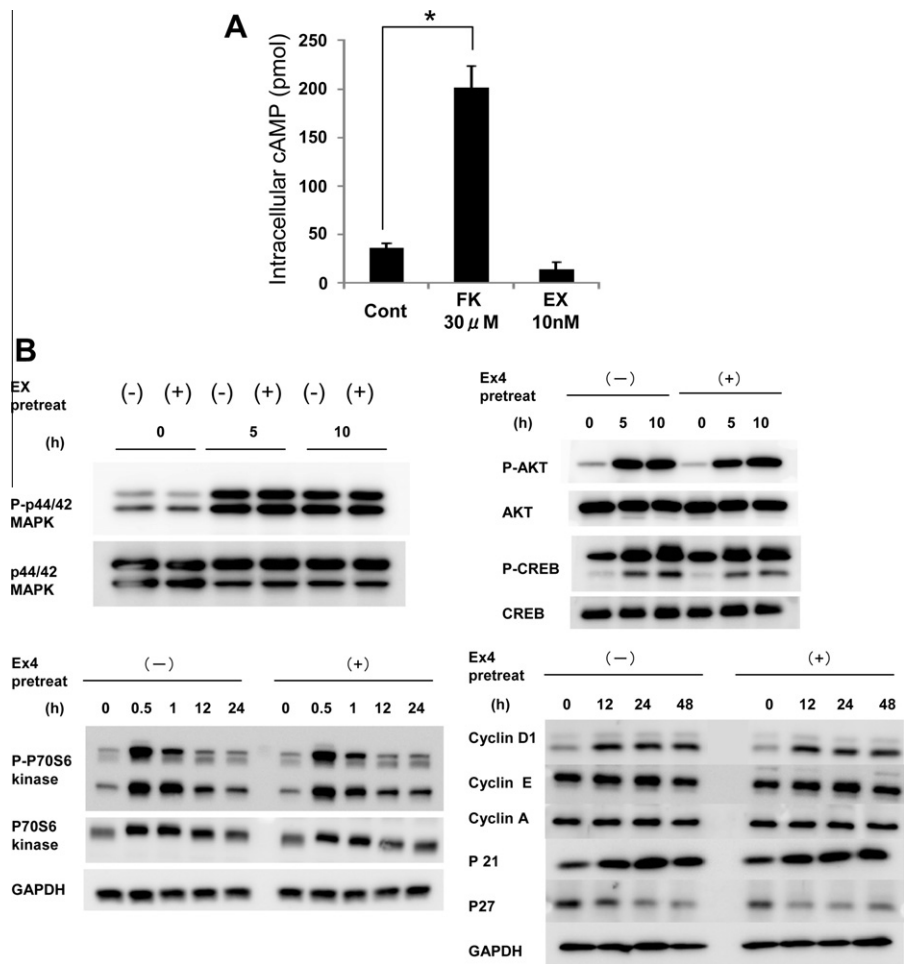 A
*
Intracellular cAMP (pmol)
250
200
150
100
50
0
Cont
FK
30 μ M
EX
10nM
B
EX
pretreat
(-) (+) (-) (+) (-) (+)
(h) 0 5 10
P-p44/42
MAPK
p44/42
MAPK
Ex4
pretreat
(—) (+)
(h) 0 5 10 0 5 10
P-AKT
AKT
P-CREB
CREB
Ex4
pretreat
(—) (+)
(h) 0 0.5 1 12 24 0 0.5 1 12 24
P-P70S6
kinase
P70S6
kinase
GAPDH
Ex4
pretreat
(—) (+)
(h) 0 12 24 48 0 12 24 48
Cyclin D1
Cyclin E
Cyclin A
P 21
P27
GAPDH